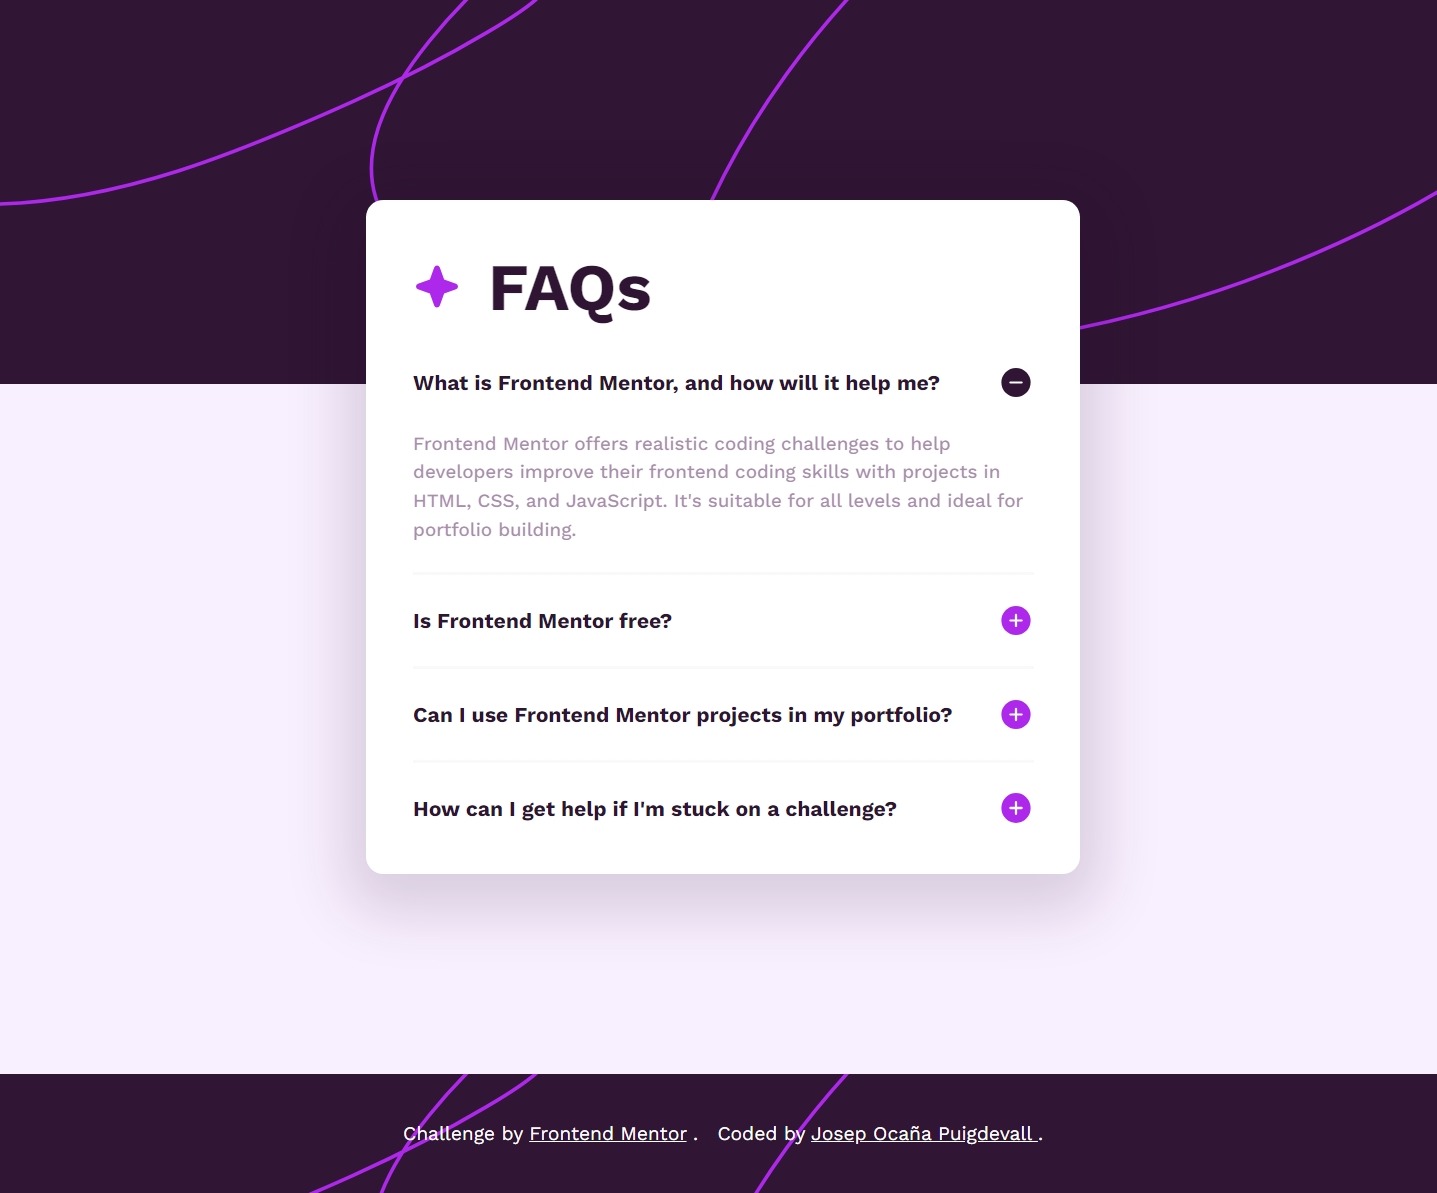 FAQs
What is Frontend Mentor, and how will it help me?
Frontend Mentor offers realistic coding challenges to help
developers improve their frontend coding skills with projects in
HTML, CSS, and JavaScript. It's suitable for all levels and ideal for
portfolio building.
Is Frontend Mentor free?
Can I use Frontend Mentor projects in my portfolio?
How can I get help if I'm stuck on a challenge?
Challenge by Frontend Mentor . Coded by Josep Ocaña Puigdevall .